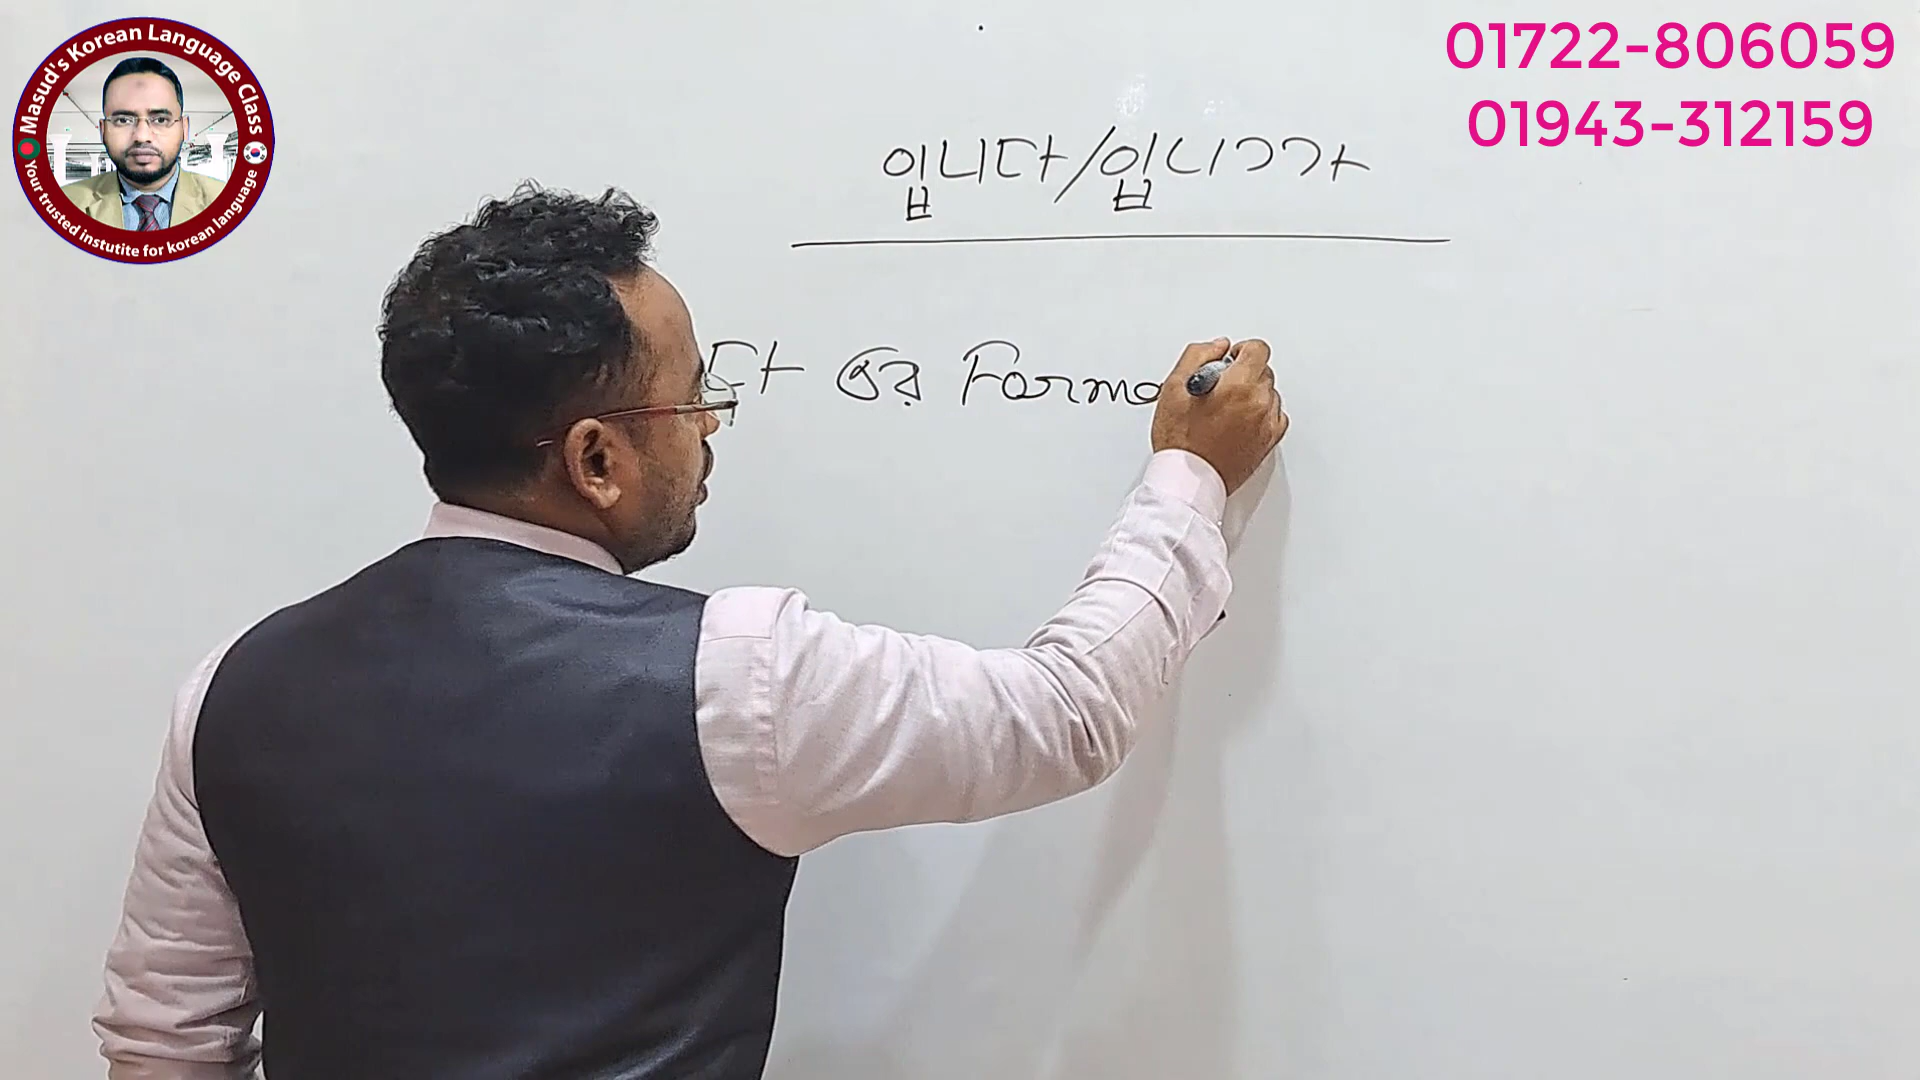 Masud's Korean Language Class
Your trusted instutite for korean language
01722-806059
01943-312159
입니다/입니까
다 এর Forma